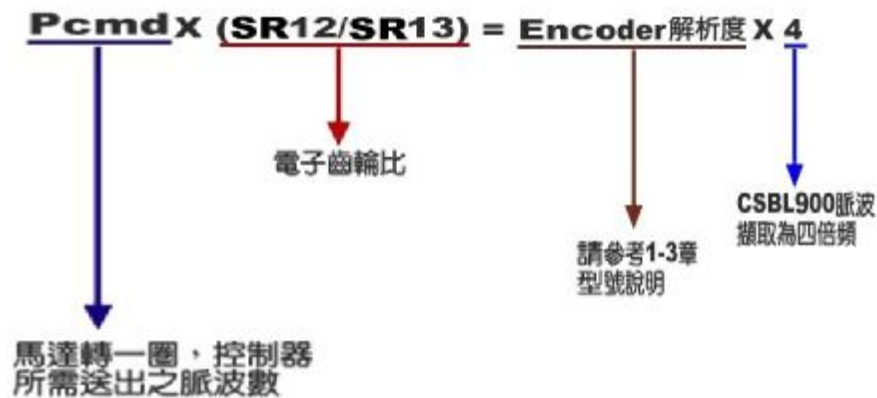 Pcmd X (SR12/SR13) = Encoder解析度 X 4
電子齒輪比
CSBL900脈波
擷取為四倍頻
請參考1-3章
型號說明
馬達轉一圈，控制器
所需送出之脈波數